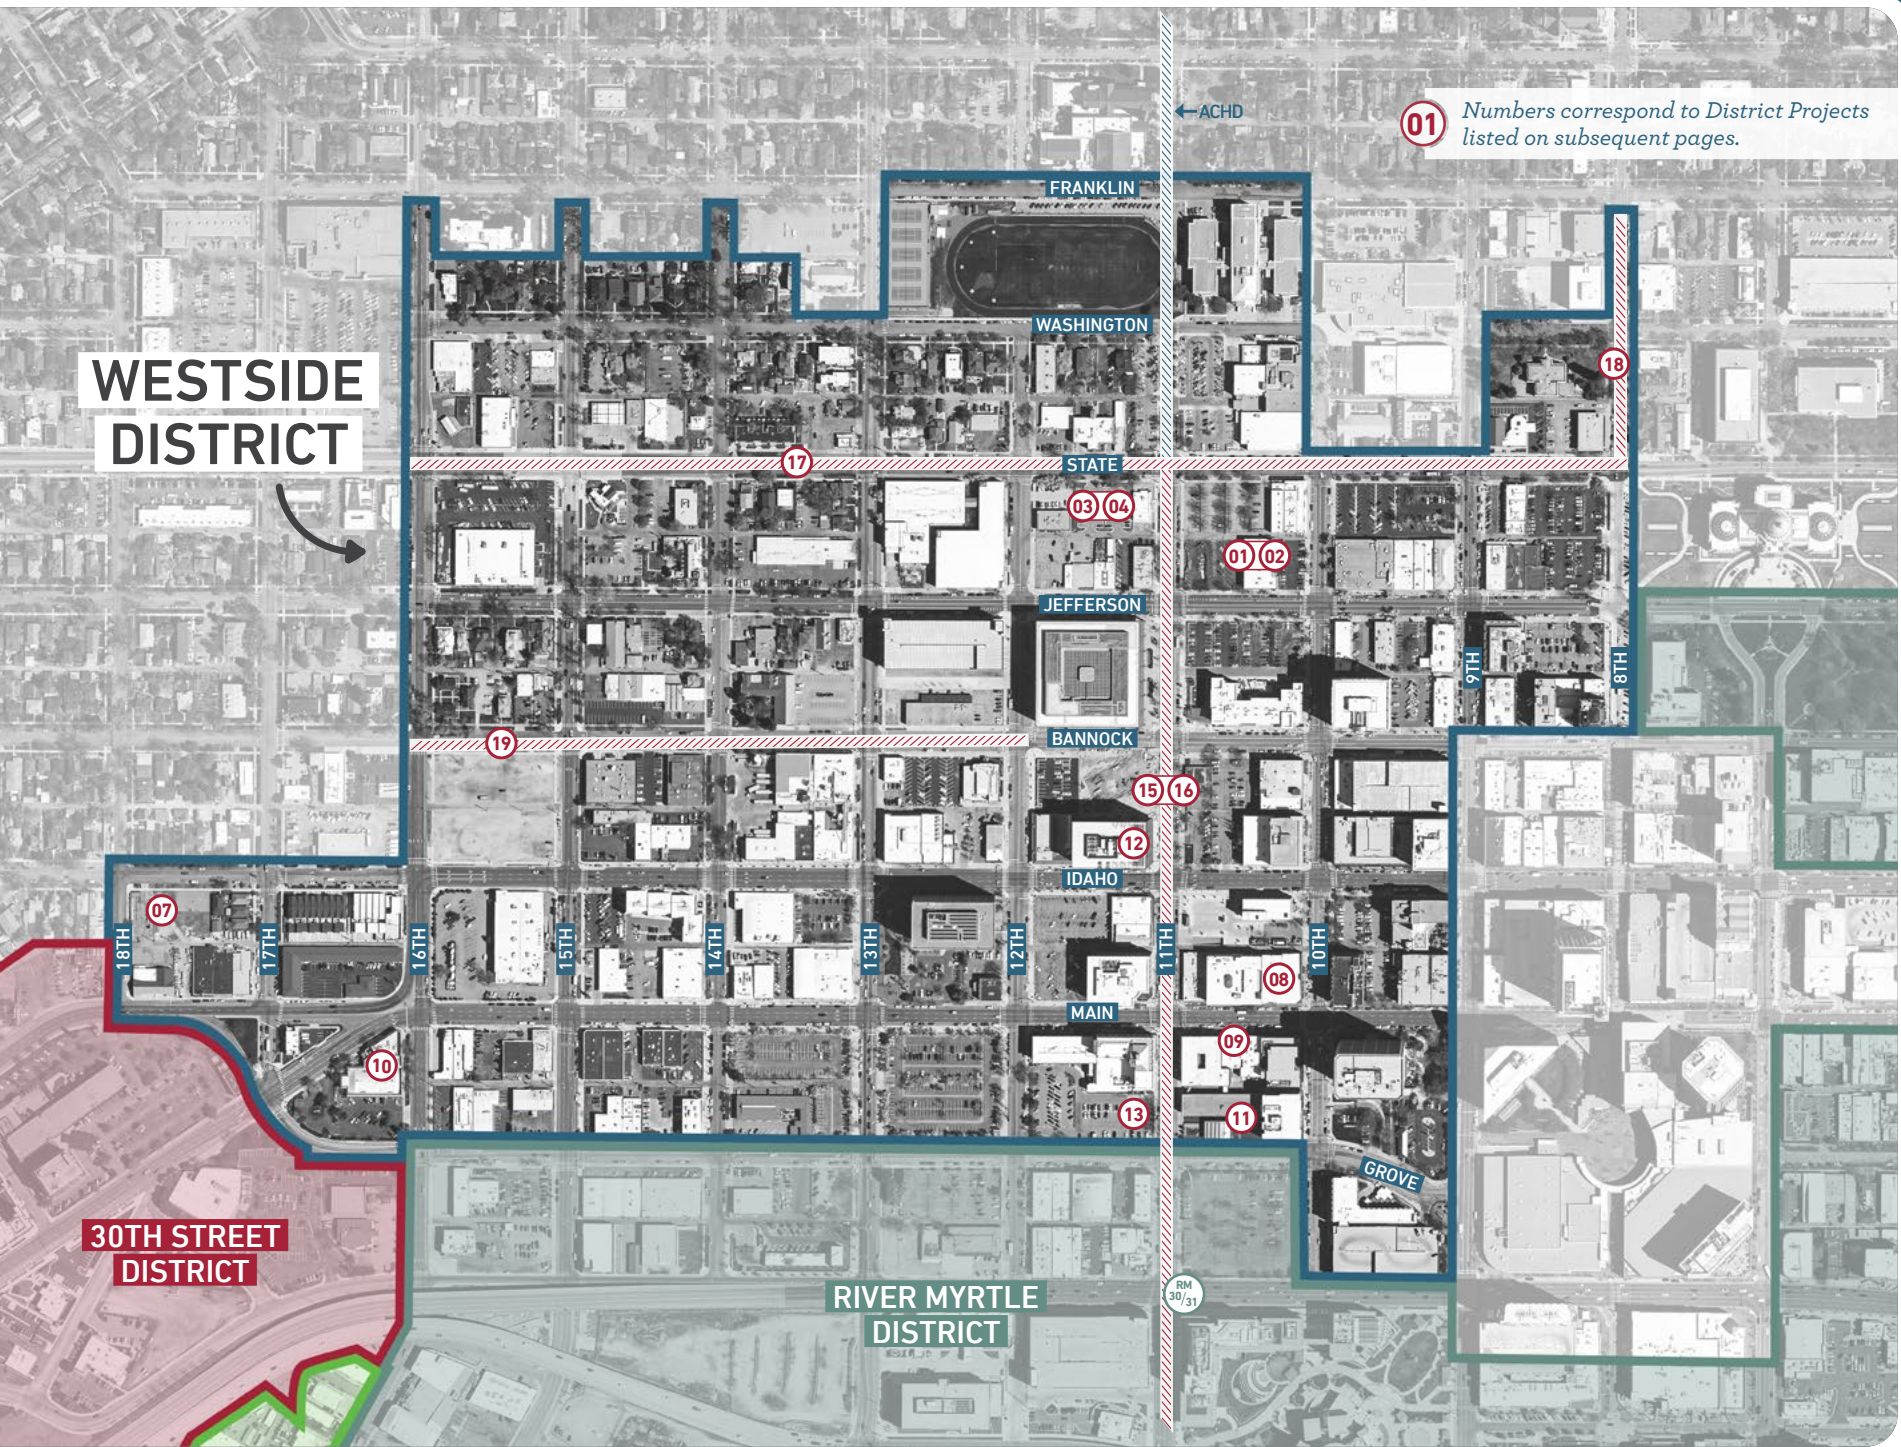 ACHD
01
Numbers correspond to District Projects
listed on subsequent pages.
FRANKLIN
WASHINGTON
WESTSIDE
DISTRICT
18
17
STATE
03 04
01 02
JEFFERSON
9TH
8TH
19
BANNOCK
15 16
12
IDAHO
07
18TH
17TH
16TH
15TH
14TH
13TH
12TH
11TH
10TH
08
MAIN
09
10
13
11
GROVE
30TH STREET
DISTRICT
RIVER MYRTLE
DISTRICT
RM
30/31